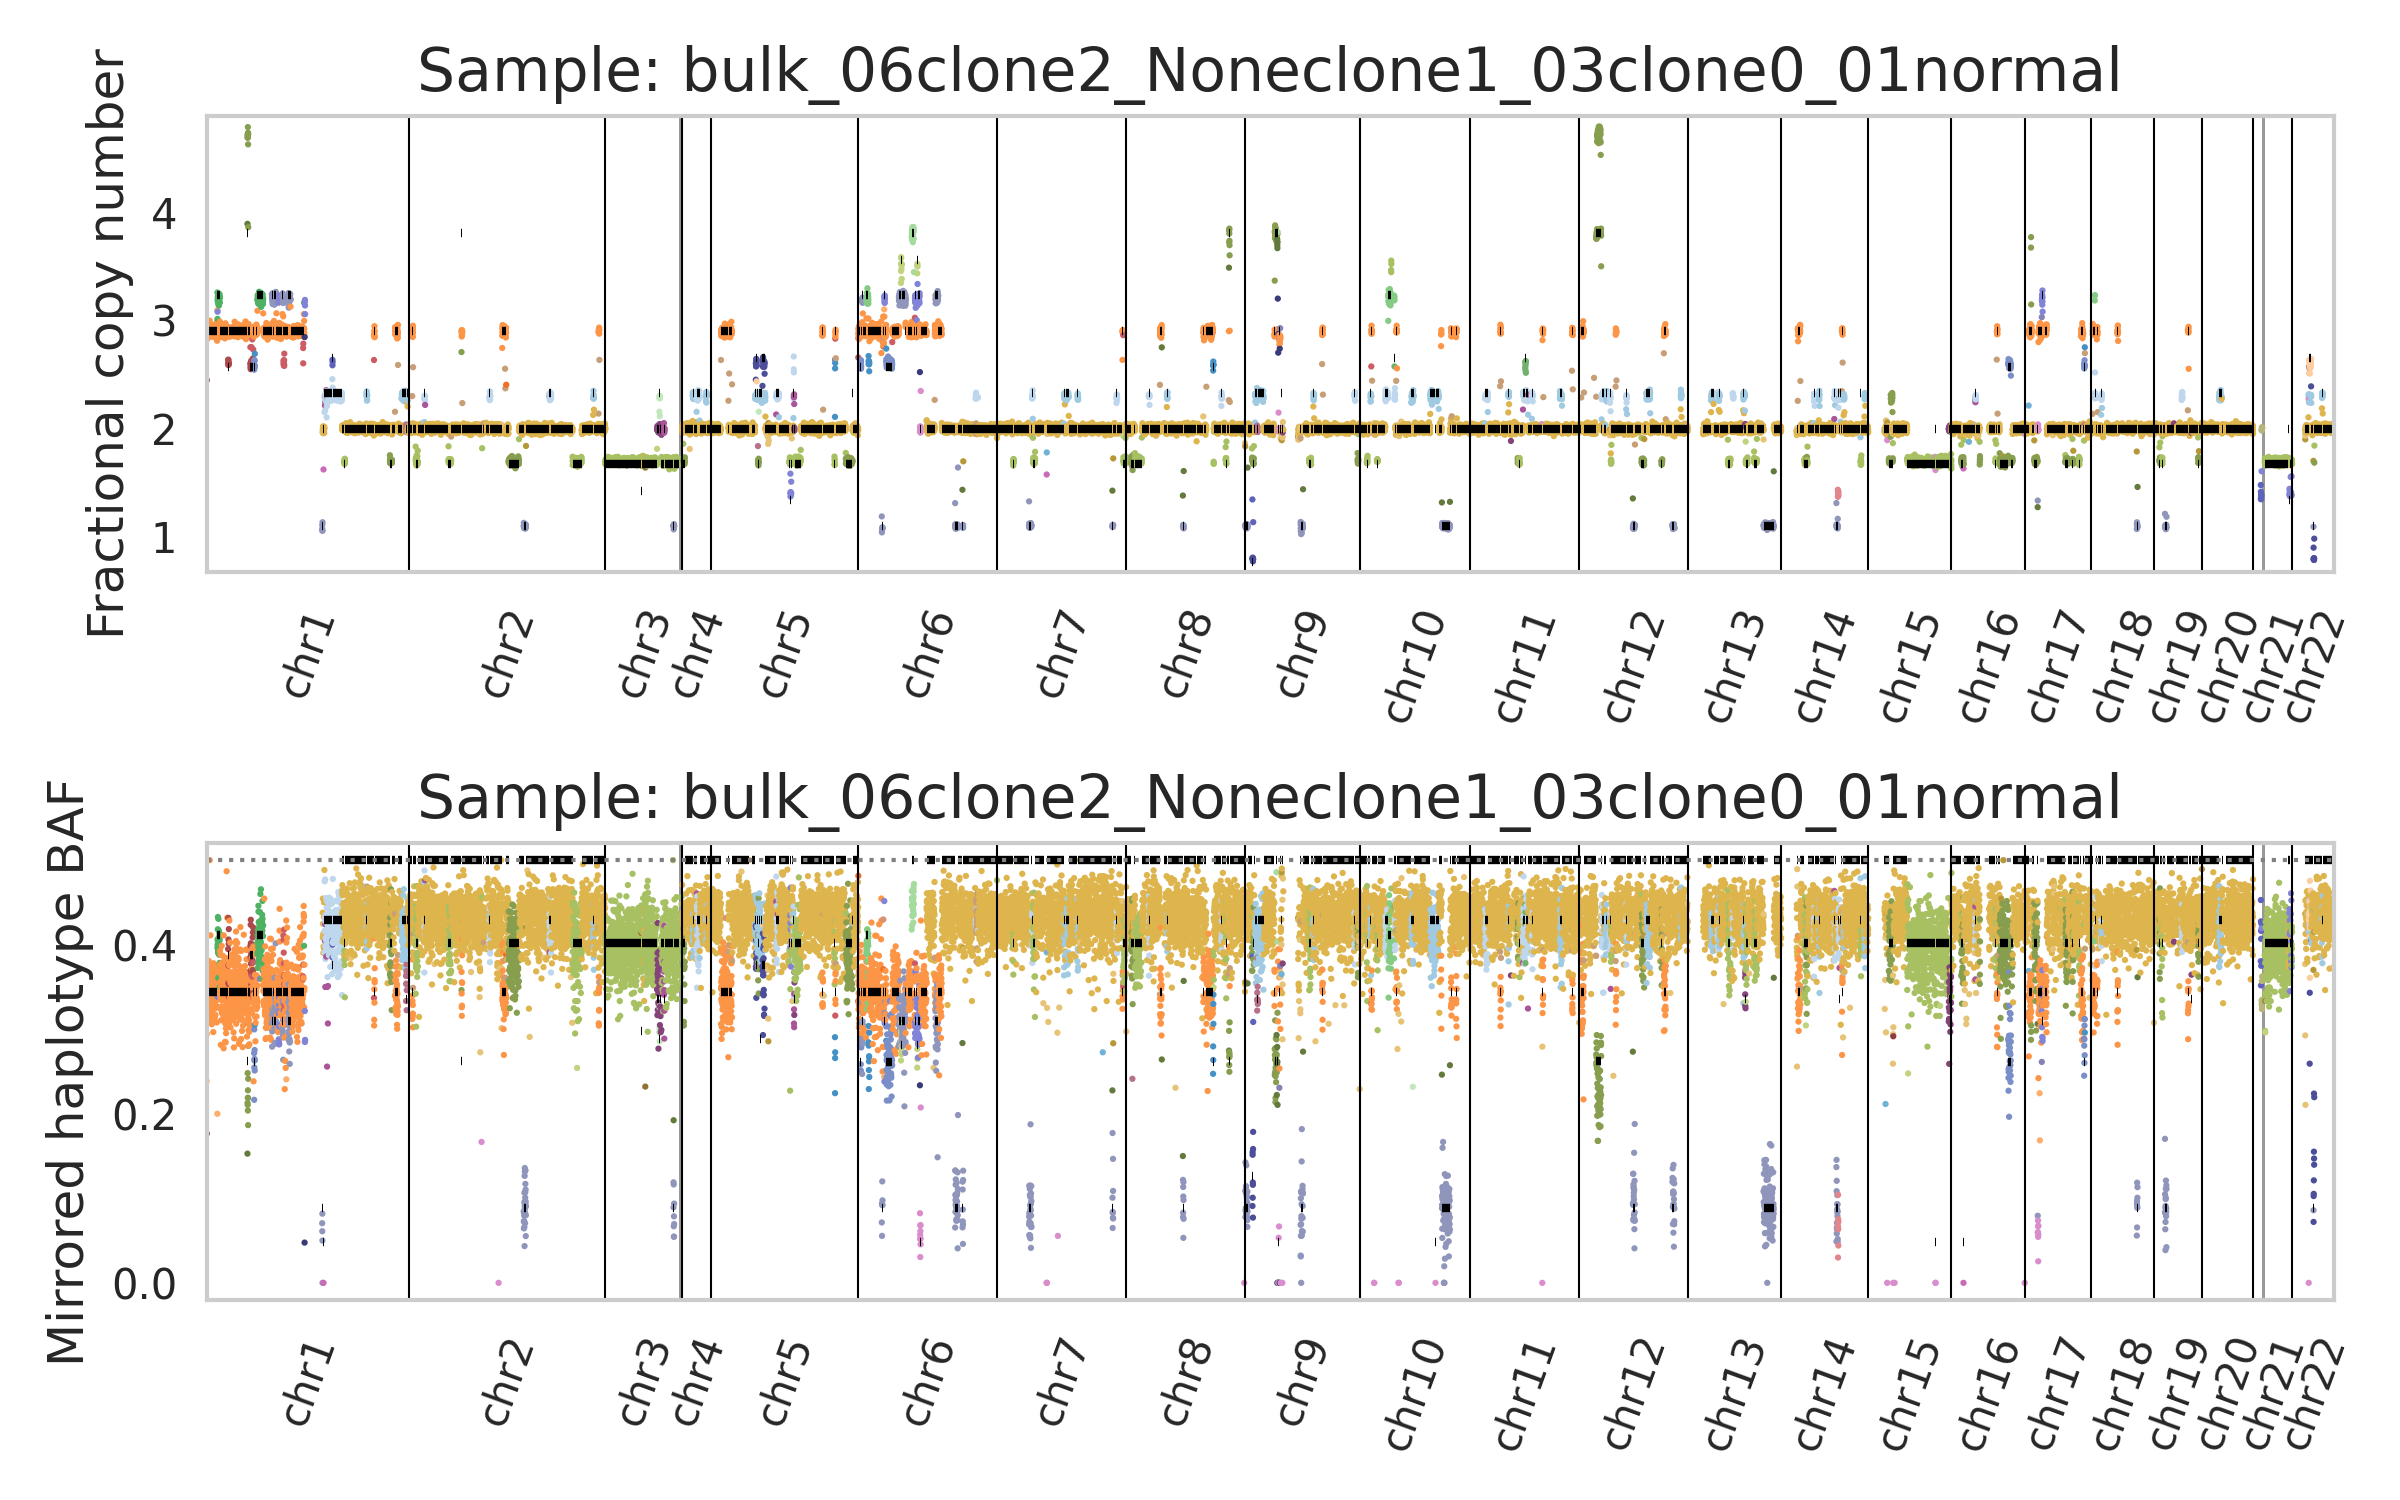 Sample: bulk_06clone2_Noneclone1_03clone0_01normal
Fractional copy number
4
3
2
1
chr1
chr2
chr3
chr4
chr5
chr6
chr7
chr8
chr9
chr10
chr11
chr12
chr13
chr14
chr15
chr16
chr17
chr18
chr19
chr20
chr21
chr22
Sample: bulk_06clone2_Noneclone1_03clone0_01normal
Mirrored haplotype BAF
0.4
0.2
0.0
chr1
chr2
chr3
chr4
chr5
chr6
chr7
chr8
chr9
chr10
chr11
chr12
chr13
chr14
chr15
chr16
chr17
chr18
chr19
chr20
chr21
chr22